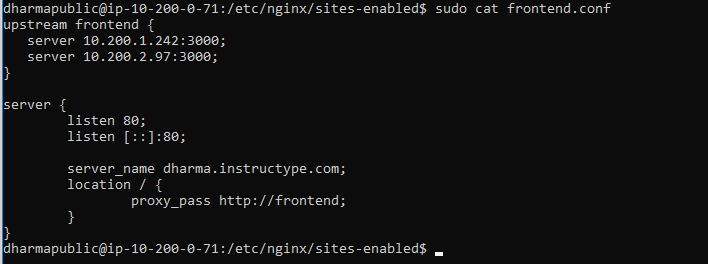 dharmapublic@ip-10-200-0-71:/etc/nginx/sites-enabled$ sudo cat frontend.conf
upstream frontend {
   server 10.200.1.242:3000;
   server 10.200.2.97:3000;
}

server {
        listen 80;
        listen [::]:80;

        server_name dharma.instructype.com;
        location / {
                proxy_pass http://frontend;
        }
}
dharmapublic@ip-10-200-0-71:/etc/nginx/sites-enabled$